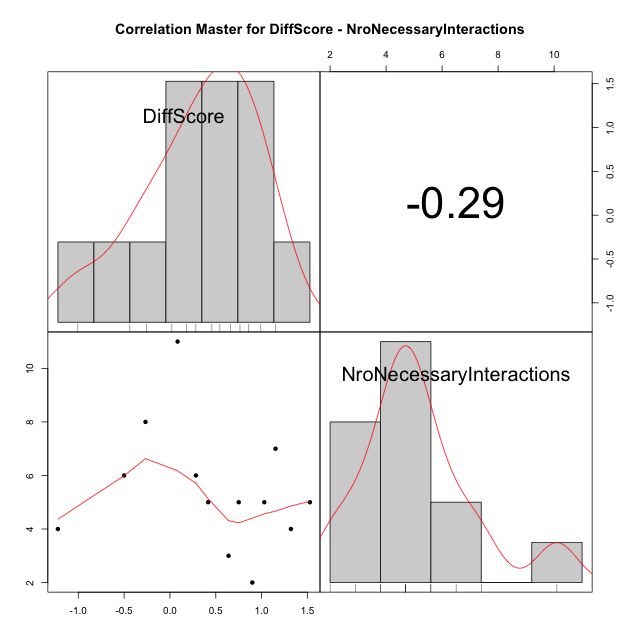 Correlation Master for DiffScore - NroNecessaryInteractions
2 4 6 8 10
DiffScore
-0.29
1.5
1.0
0.5
0.0
-0.5
-1.0
NroNecessaryInteractions
10
8
6
4
2
-1.0 -0.5 0.0 0.5 1.0 1.5